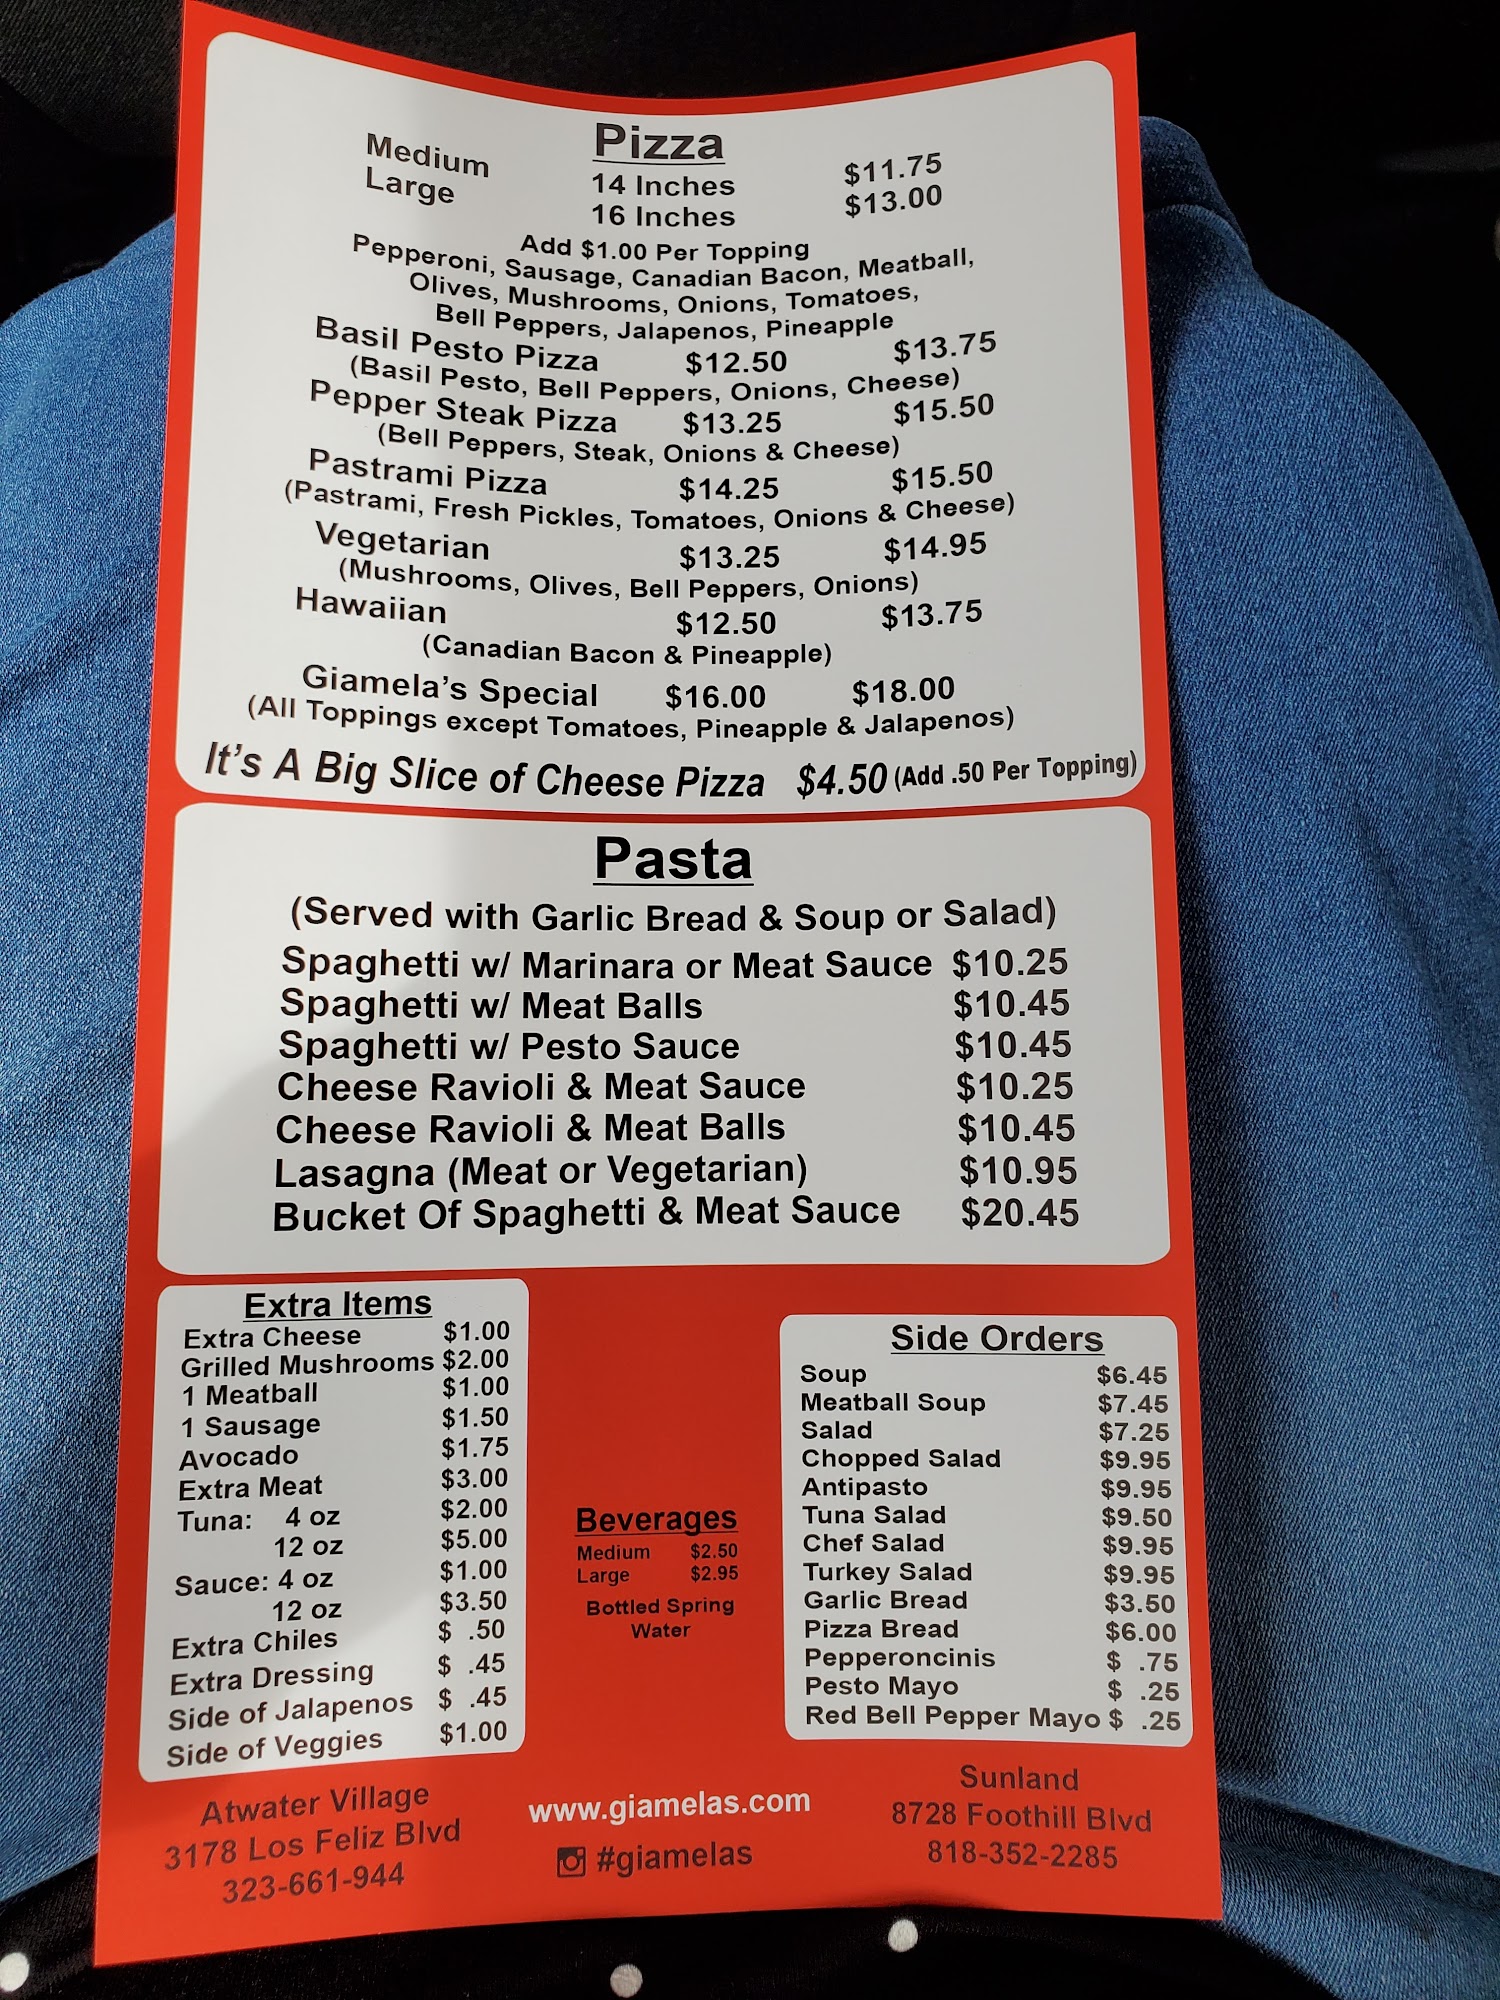 Pizza
Medium 14 Inches $11.75
Large 16 Inches $13.00
Add $1.00 Per Topping
Pepperoni, Sausage, Canadian Bacon, Meatball,
Olives, Mushrooms, Onions, Tomatoes,
Bell Peppers, Jalapenos, Pineapple
Basil Pesto Pizza $12.50 $13.75
(Basil Pesto, Bell Peppers, Onions, Cheese)
Pepper Steak Pizza $13.25 $15.50
(Bell Peppers, Steak, Onions & Cheese)
Pastrami Pizza $14.25 $15.50
(Pastrami, Fresh Pickles, Tomatoes, Onions & Cheese)
Vegetarian $13.25 $14.95
(Mushrooms, Olives, Bell Peppers, Onions)
Hawaiian $12.50 $13.75
(Canadian Bacon & Pineapple)
Giamela's Special $16.00 $18.00
(All Toppings except Tomatoes, Pineapple & Jalapenos)
It's A Big Slice of Cheese Pizza $4.50 (Add .50 Per Topping)
Pasta
(Served with Garlic Bread & Soup or Salad)
Spaghetti w/ Marinara or Meat Sauce $10.25
Spaghetti w/ Meat Balls $10.45
Spaghetti w/ Pesto Sauce $10.45
Cheese Ravioli & Meat Sauce $10.25
Cheese Ravioli & Meat Balls $10.45
Lasagna (Meat or Vegetarian) $10.95
Bucket Of Spaghetti & Meat Sauce $20.45
Extra Items
Extra Cheese $1.00
Grilled Mushrooms $2.00
1 Meatball $1.00
1 Sausage $1.50
Avocado $1.75
Extra Meat $3.00
Tuna: 4 oz $2.00
12 oz $5.00
Sauce: 4 oz $1.00
12 oz $3.50
Extra Chiles $ .50
Extra Dressing $ .45
Side of Jalapenos $ .45
Side of Veggies $1.00
Beverages
Medium $2.50
Large $2.95
Bottled Spring
Water
Side Orders
Soup $6.45
Meatball Soup $7.45
Salad $7.25
Chopped Salad $9.95
Antipasto $9.95
Tuna Salad $9.50
Chef Salad $9.95
Turkey Salad $9.95
Garlic Bread $3.50
Pizza Bread $6.00
Pepperoncinis $ .75
Pesto Mayo $ .25
Red Bell Pepper Mayo $ .25
Atwater Village
3178 Los Feliz Blvd
323-661-944
www.giamelas.com
#giamelas
Sunland
8728 Foothill Blvd
818-352-2285